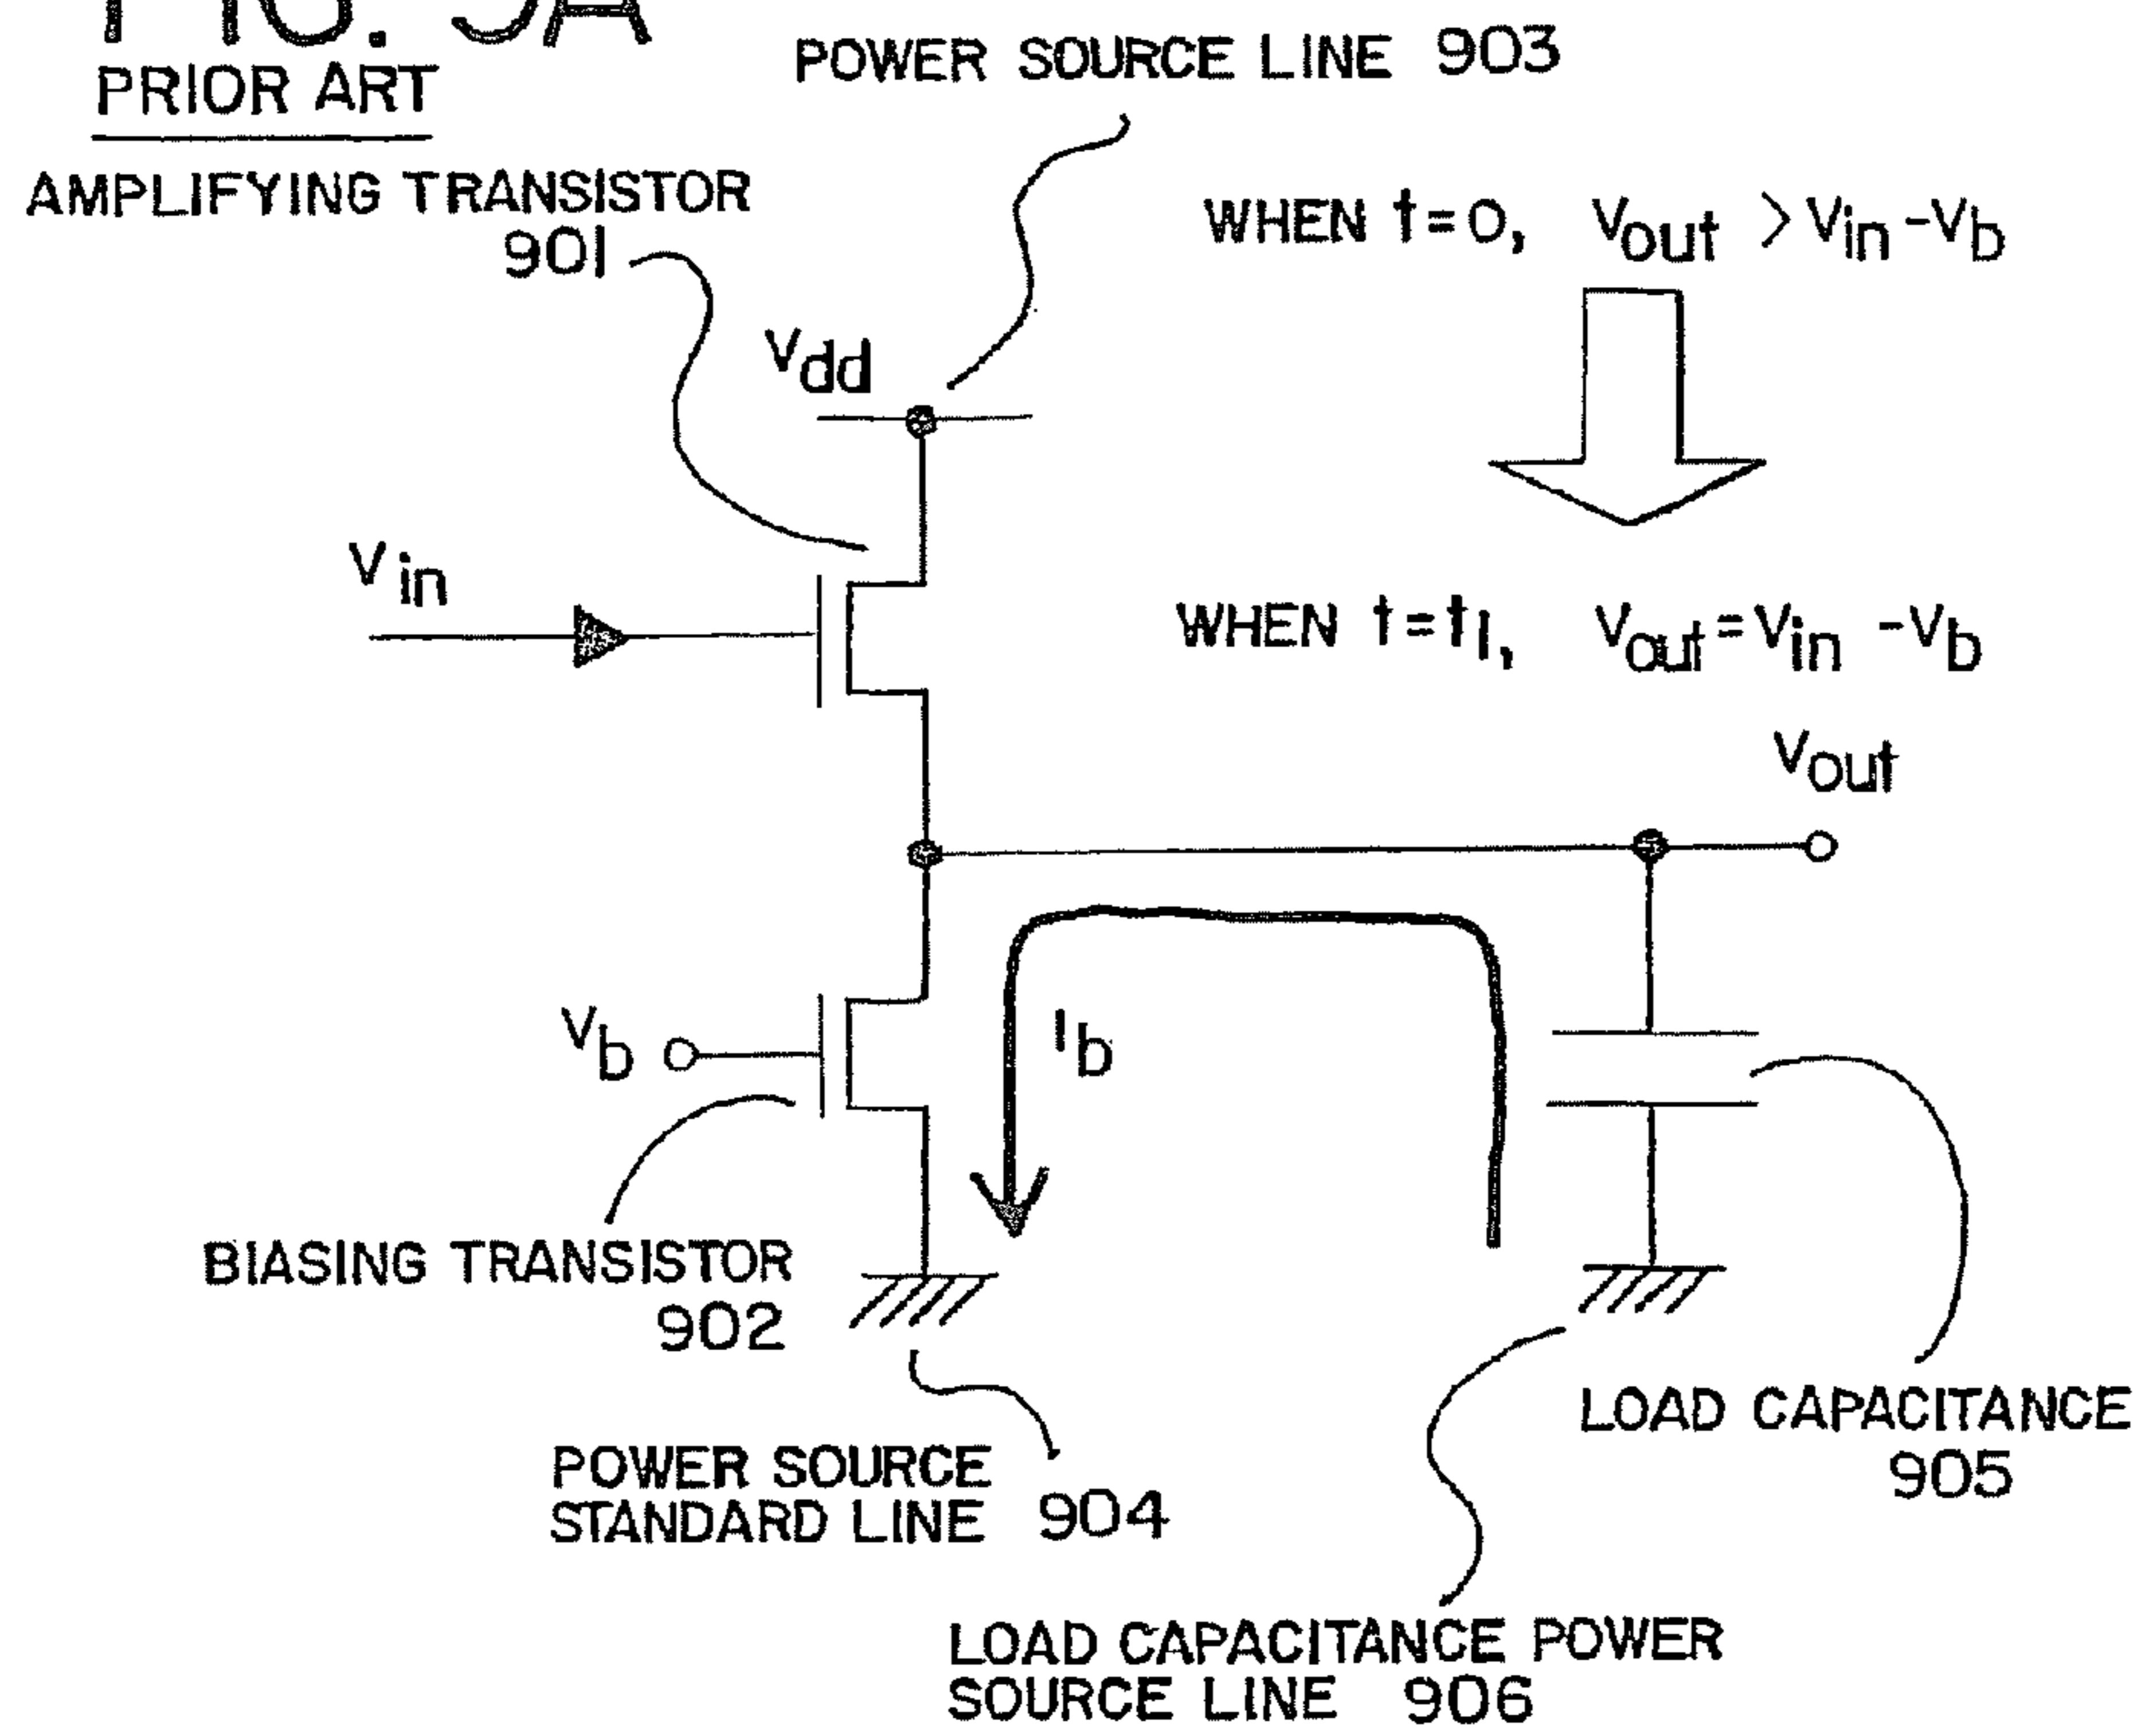 FIG. 9A
PRIOR ART
POWER SOURCE LINE 903
AMPLIFYING TRANSISTOR
901
WHEN t=0, Vout > Vin -Vb
Vdd
Vin
WHEN t=t1, Vout=Vin -Vb
Vout
Vb
Ib
BIASING TRANSISTOR
902
LOAD CAPACITANCE
905
POWER SOURCE
STANDARD LINE 904
LOAD CAPACITANCE POWER
SOURCE LINE 906